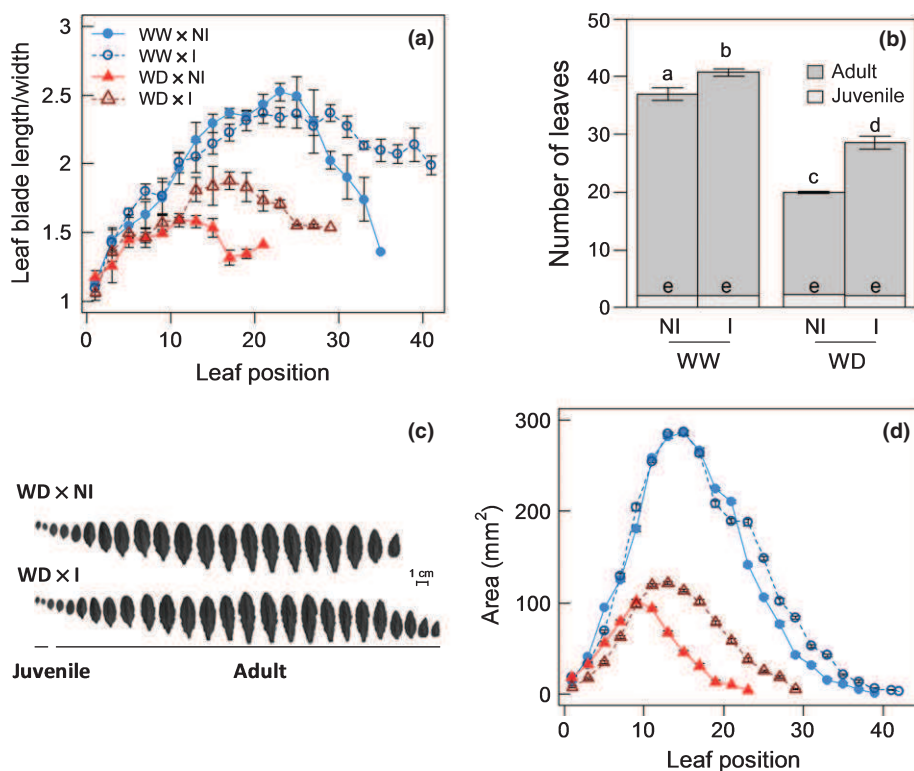 (a)
3
2.5
2
1.5
1
WW × NI
WW × I
WD × NI
WD × I
Leaf blade length/width
0 10 20 30 40
Leaf position
(b)
50
40
30
20
10
0
Number of leaves
Adult
Juvenile
a b c d
e e e e
NI I NI I
WW WD
(c)
WD × NI
WD × I
1 cm
Juvenile Adult
(d)
300
200
100
0
Area (mm²)
0 10 20 30 40
Leaf position